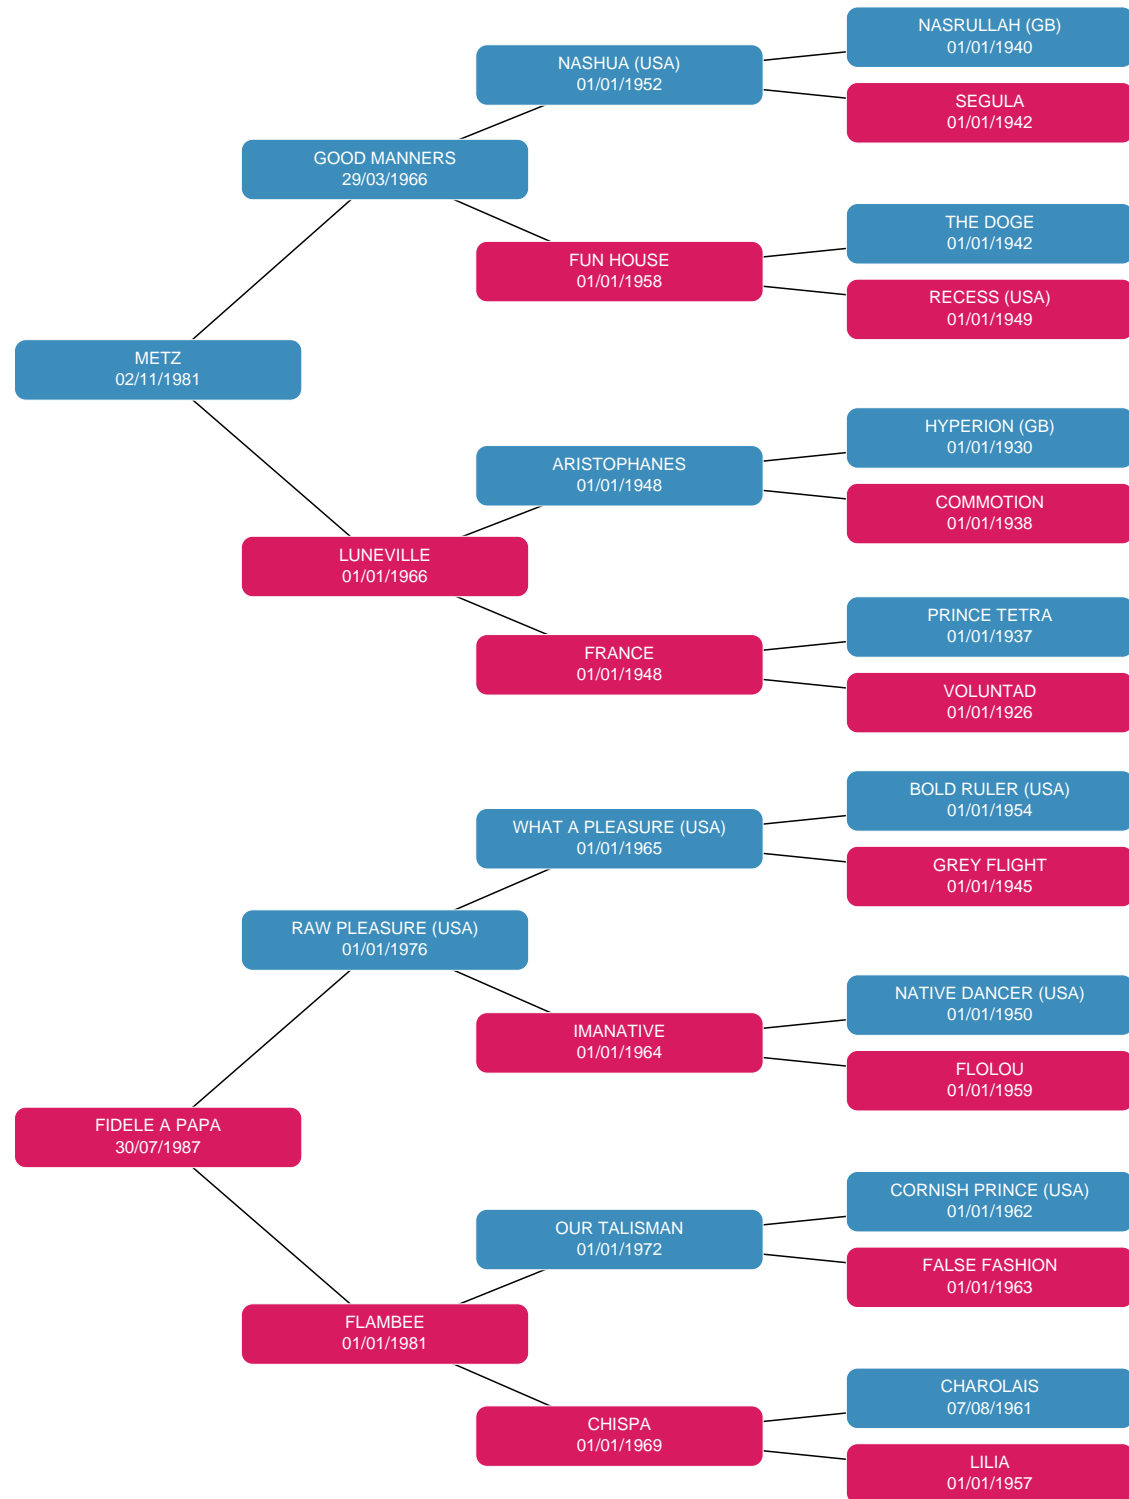 NASRULLAH (GB)
01/01/1940
NASHUA (USA)
01/01/1952
SEGULA
01/01/1942
GOOD MANNERS
29/03/1966
THE DOGE
01/01/1942
FUN HOUSE
01/01/1958
RECESS (USA)
01/01/1949
METZ
02/11/1981
HYPERION (GB)
01/01/1930
ARISTOPHANES
01/01/1948
COMMOTION
01/01/1938
LUNEVILLE
01/01/1966
PRINCE TETRA
01/01/1937
FRANCE
01/01/1948
VOLUNTAD
01/01/1926
BOLD RULER (USA)
01/01/1954
WHAT A PLEASURE (USA)
01/01/1965
GREY FLIGHT
01/01/1945
RAW PLEASURE (USA)
01/01/1976
NATIVE DANCER (USA)
01/01/1950
IMANATIVE
01/01/1964
FLOLOU
01/01/1959
FIDELE A PAPA
30/07/1987
CORNISH PRINCE (USA)
01/01/1962
OUR TALISMAN
01/01/1972
FALSE FASHION
01/01/1963
FLAMBEE
01/01/1981
CHAROLAIS
07/08/1961
CHISPA
01/01/1969
LILIA
01/01/1957